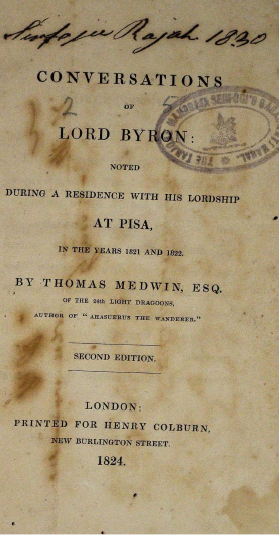 Rajah 1830
CONVERSATIONS
OF
2 5
LORD BYRON:
NOTED
DURING A RESIDENCE WITH HIS LORDSHIP
AT PISA,
IN THE YEARS 1821 AND 1822.
BY THOMAS MEDWIN, ESQ.
OF THE 24th LIGHT DRAGOONS,
AUTHOR OF "AHASUERUS THE WANDERER."
SECOND EDITION.
LONDON:
PRINTED FOR HENRY COLBURN,
NEW BURLINGTON STREET.
1824.